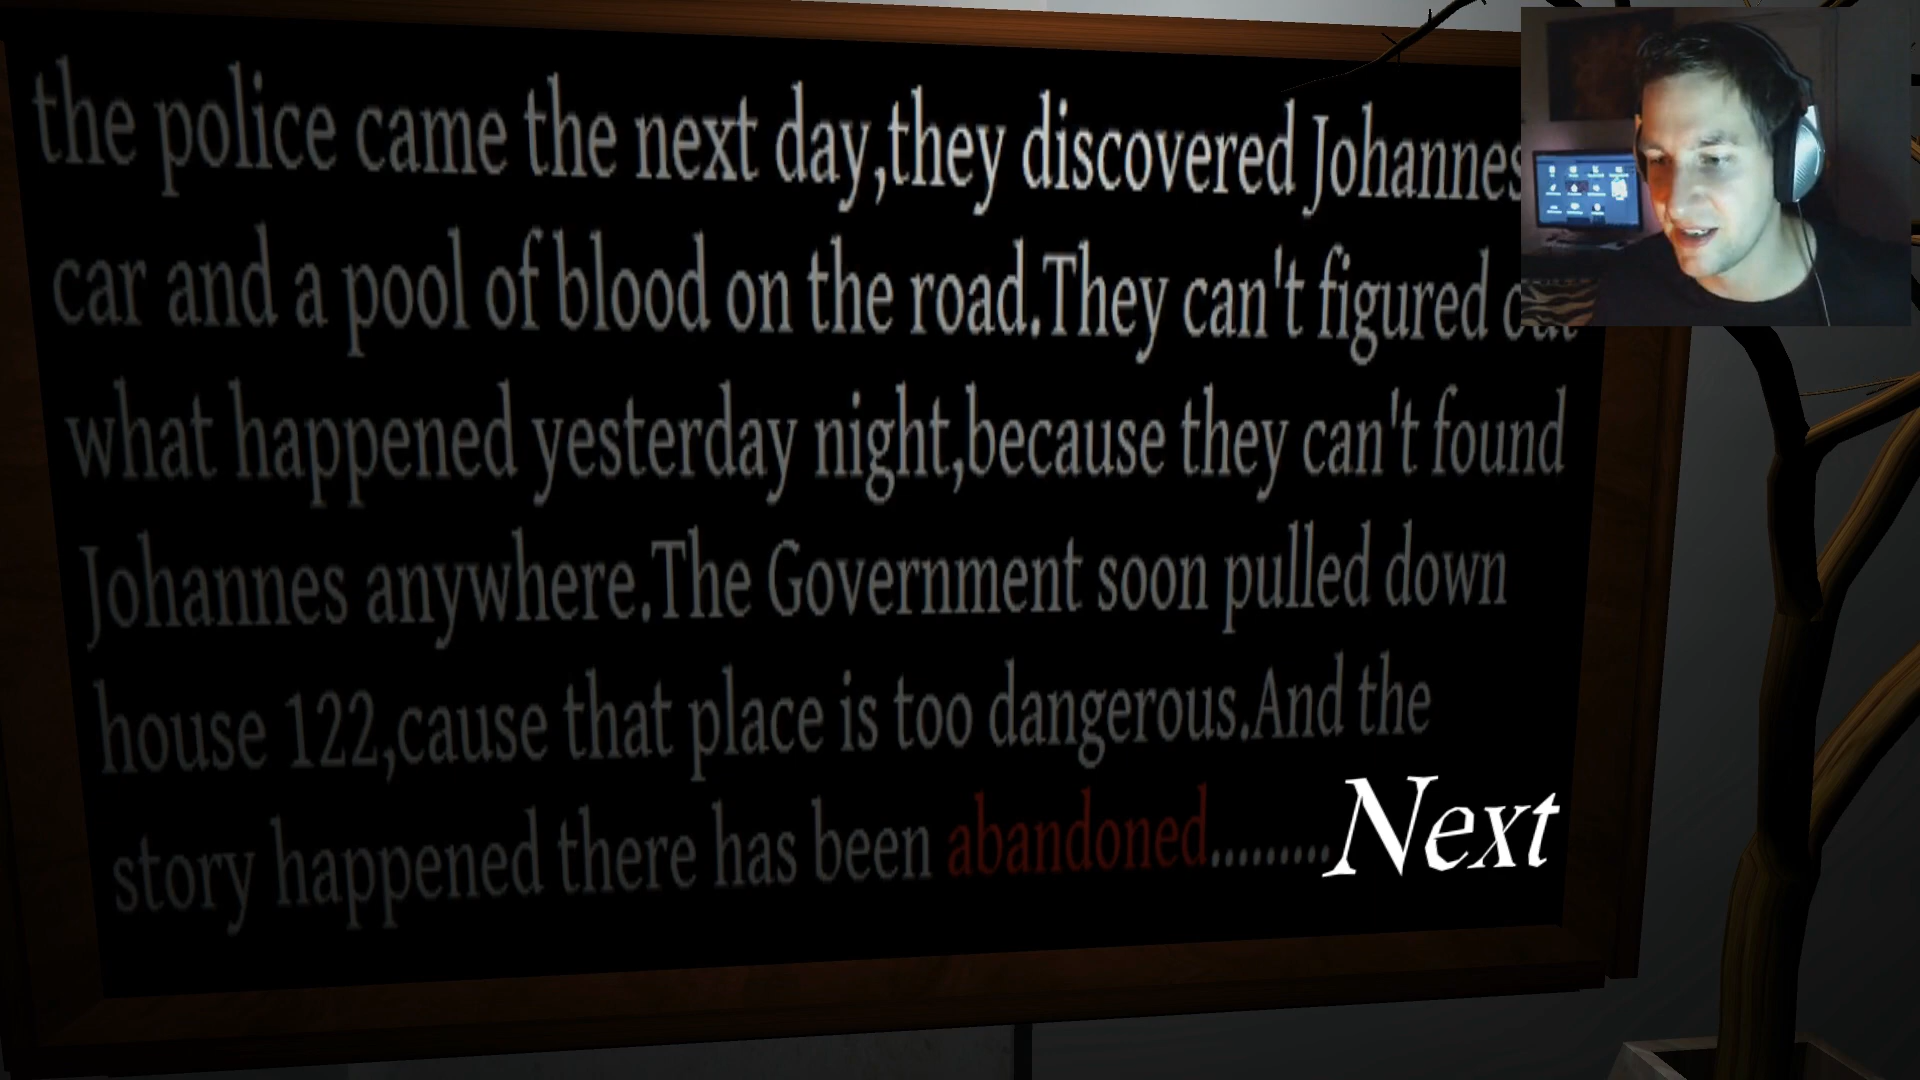 the police came the next day,they discovered Johannes
car and a pool of blood on the road.They can't figured out
what happened yesterday night,because they can't found
Johannes anywhere.The Government soon pulled down
house 122,cause that place is too dangerous.And the
story happened there has been abandoned.........Next